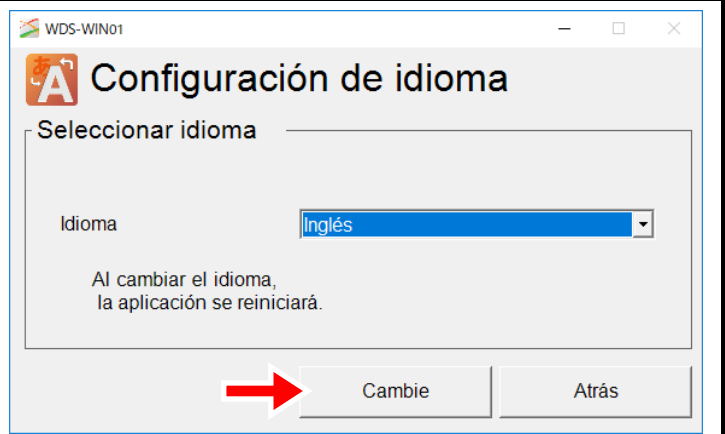 WDS-WIN01
Configuración de idioma
Seleccionar idioma
Idioma
Inglés
Al cambiar el idioma,
la aplicación se reiniciará.
Cambie
Atrás